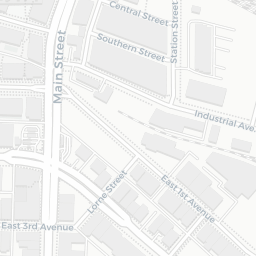 Central Street
Southern Street
Station Street
Main Street
Industrial Ave
Lorne Street
East 1st Avenue
East 3rd Avenue